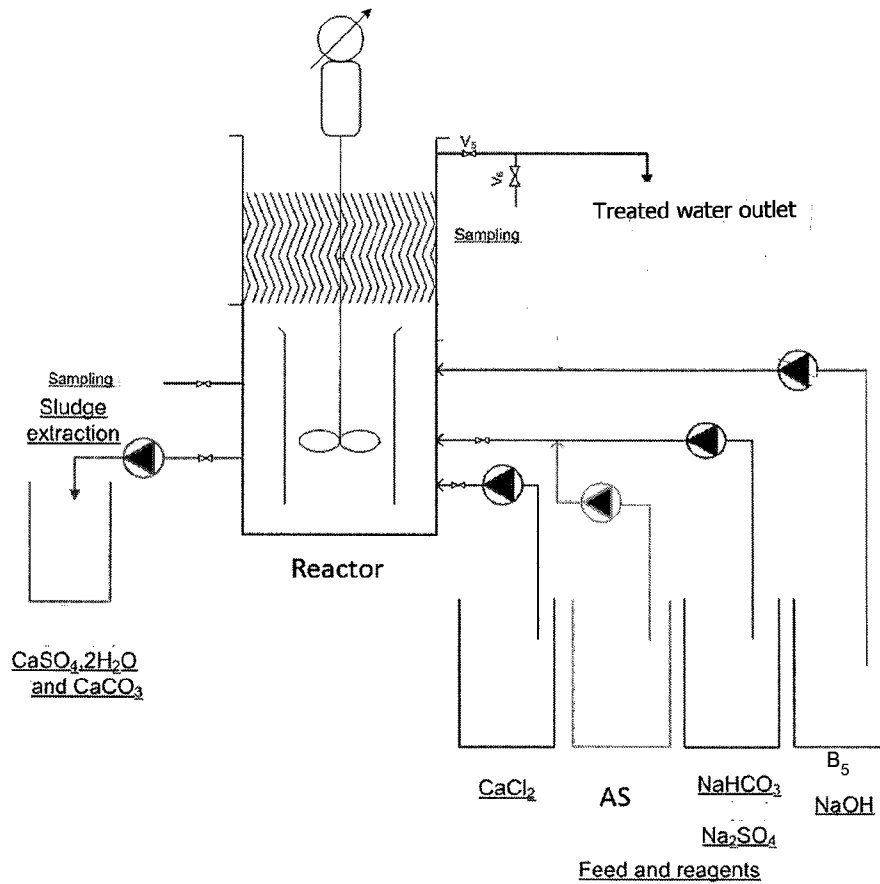 V5
V6
Treated water outlet
Sampling
Sampling
Sludge
extraction
Reactor
CaSO4.2H2O
and CaCO3
CaCl2
AS
NaHCO3
Na2SO4
B5
NaOH
Feed and reagents